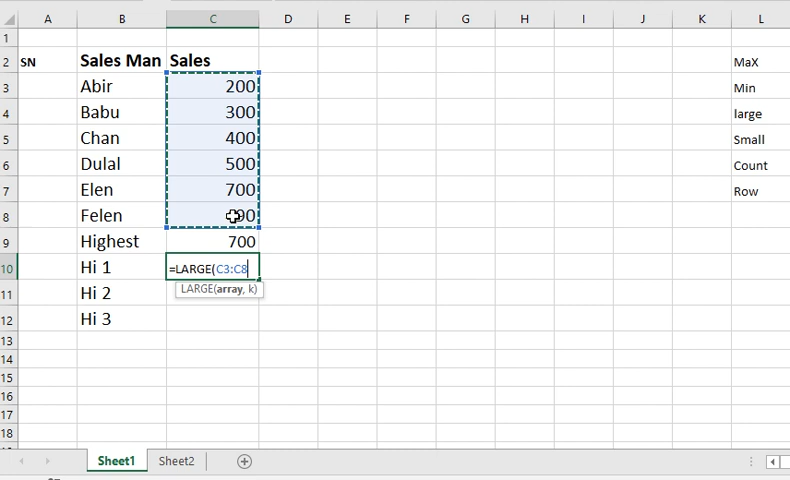 A B C D E F G H I J K L
1
2 SN Sales Man Sales MaX
3 Abir 200 Min
4 Babu 300 large
5 Chan 400 Small
6 Dulal 500 Count
7 Elen 700 Row
8 Felen
9 Highest 700
10 Hi 1 =LARGE(C3:C8
11 Hi 2 LARGE(array, k)
12 Hi 3
13
14
15
16
17
18
Sheet1 Sheet2